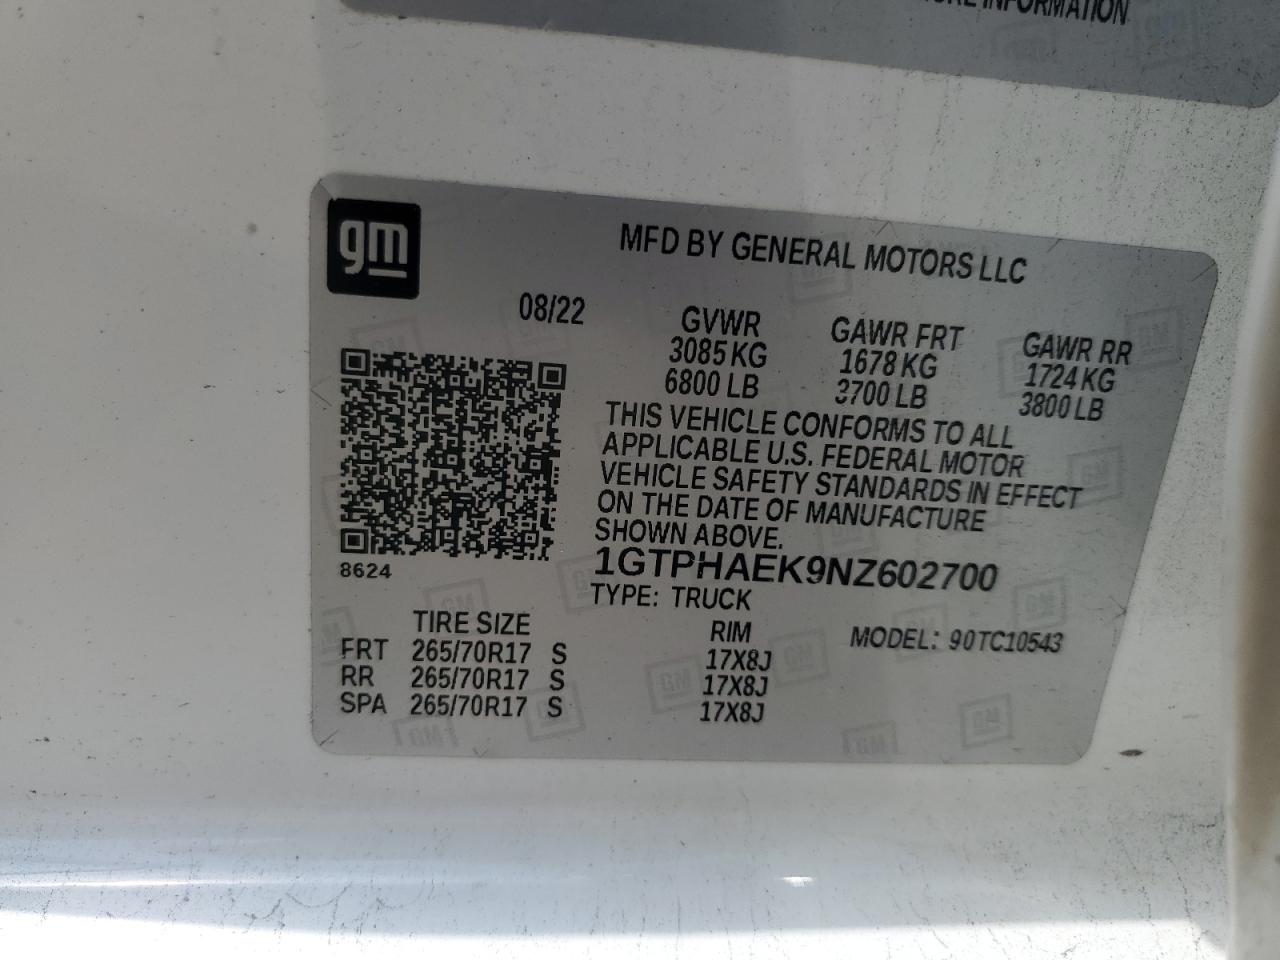 INFORMATION
gm
MFD BY GENERAL MOTORS LLC
08/22
GVWR GAWR FRT GAWR RR
3085 KG 1678 KG 1724 KG
6800 LB 3700 LB 3800 LB
THIS VEHICLE CONFORMS TO ALL
APPLICABLE U.S. FEDERAL MOTOR
VEHICLE SAFETY STANDARDS IN EFFECT
ON THE DATE OF MANUFACTURE
SHOWN ABOVE.
8624
1GTPHAEK9NZ602700
TYPE: TRUCK
TIRE SIZE RIM MODEL: 90TC10543
FRT 265/70R17 S 17X8J
RR 265/70R17 S 17X8J
SPA 265/70R17 S 17X8J